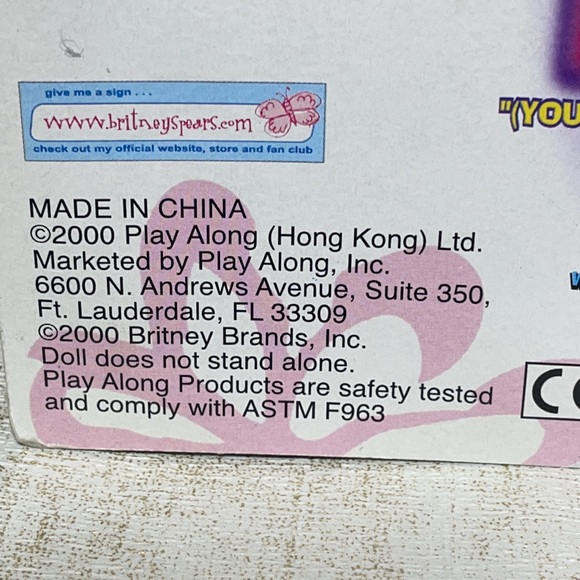 give me a sign . . .
www.britneyspears.com
check out my official website, store and fan club
"(YOU
MADE IN CHINA
©2000 Play Along (Hong Kong) Ltd.
Marketed by Play Along, Inc.
6600 N. Andrews Avenue, Suite 350,
Ft. Lauderdale, FL 33309
©2000 Britney Brands, Inc.
Doll does not stand alone.
Play Along Products are safety tested
and comply with ASTM F963